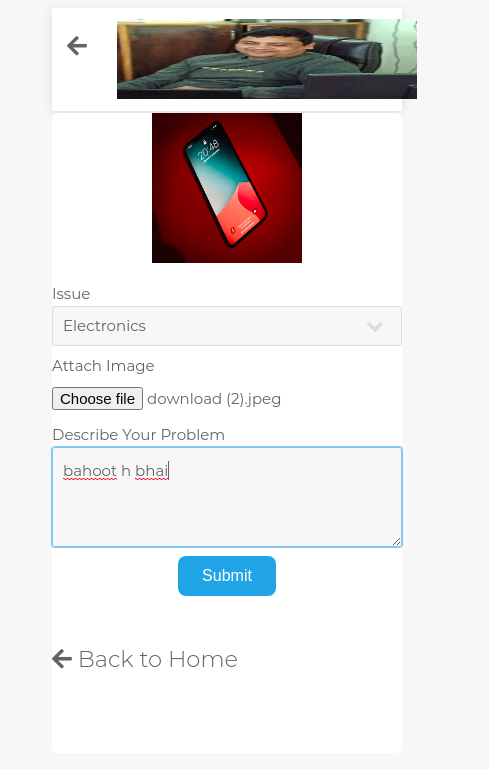 20:48
Issue
Electronics
Attach Image
Choose file download (2).jpeg
Describe Your Problem
bahoot h bhai
Submit
Back to Home